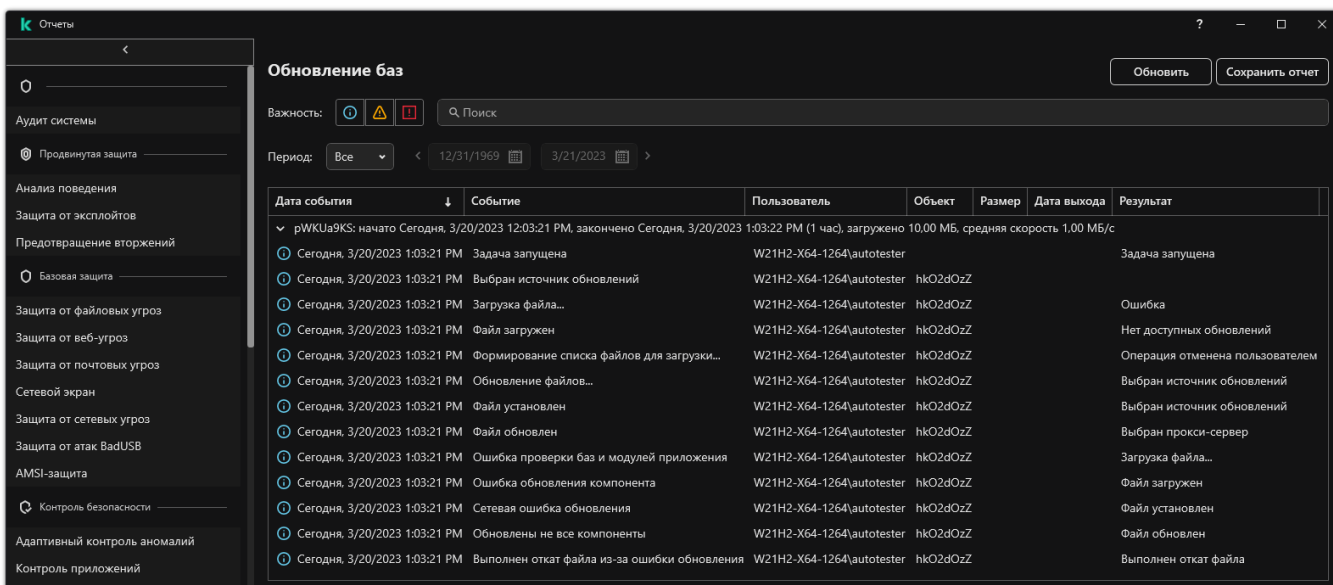 Отчеты
?
Обновление баз
Обновить
Сохранить отчет
Аудит системы
Важность:
Поиск
Продвинутая защита
Период:
Все
12/31/1969
3/21/2023
Анализ поведения
Защита от эксплойтов
Предотвращение вторжений
Базовая защита
Защита от файловых угроз
Защита от веб-угроз
Защита от почтовых угроз
Сетевой экран
Защита от сетевых угроз
Защита от атак BadUSB
AMSI-защита
Контроль безопасности
Адаптивный контроль аномалий
Контроль приложений
Дата события ↓ Событие Пользователь Объект Размер Дата выхода Результат
pWKUa9KS: начато Сегодня, 3/20/2023 12:03:21 PM, закончено Сегодня, 3/20/2023 1:03:22 PM (1 час), загружено 10,00 МБ, средняя скорость 1,00 МБ/с
Сегодня, 3/20/2023 1:03:21 PM Задача запущена W21H2-X64-1264\autotester Задача запущена
Сегодня, 3/20/2023 1:03:21 PM Выбран источник обновлений W21H2-X64-1264\autotester hkO2dOzZ
Сегодня, 3/20/2023 1:03:21 PM Загрузка файла... W21H2-X64-1264\autotester hkO2dOzZ Ошибка
Сегодня, 3/20/2023 1:03:21 PM Файл загружен W21H2-X64-1264\autotester hkO2dOzZ Нет доступных обновлений
Сегодня, 3/20/2023 1:03:21 PM Формирование списка файлов для загрузки... W21H2-X64-1264\autotester hkO2dOzZ Операция отменена пользователем
Сегодня, 3/20/2023 1:03:21 PM Обновление файлов... W21H2-X64-1264\autotester hkO2dOzZ Выбран источник обновлений
Сегодня, 3/20/2023 1:03:21 PM Файл установлен W21H2-X64-1264\autotester hkO2dOzZ Выбран источник обновлений
Сегодня, 3/20/2023 1:03:21 PM Файл обновлен W21H2-X64-1264\autotester hkO2dOzZ Выбран прокси-сервер
Сегодня, 3/20/2023 1:03:21 PM Ошибка проверки баз и модулей приложения W21H2-X64-1264\autotester hkO2dOzZ Загрузка файла...
Сегодня, 3/20/2023 1:03:21 PM Ошибка обновления компонента W21H2-X64-1264\autotester hkO2dOzZ Файл загружен
Сегодня, 3/20/2023 1:03:21 PM Сетевая ошибка обновления W21H2-X64-1264\autotester hkO2dOzZ Файл установлен
Сегодня, 3/20/2023 1:03:21 PM Обновлены не все компоненты W21H2-X64-1264\autotester hkO2dOzZ Файл обновлен
Сегодня, 3/20/2023 1:03:21 PM Выполнен откат файла из-за ошибки обновления W21H2-X64-1264\autotester hkO2dOzZ Выполнен откат файла